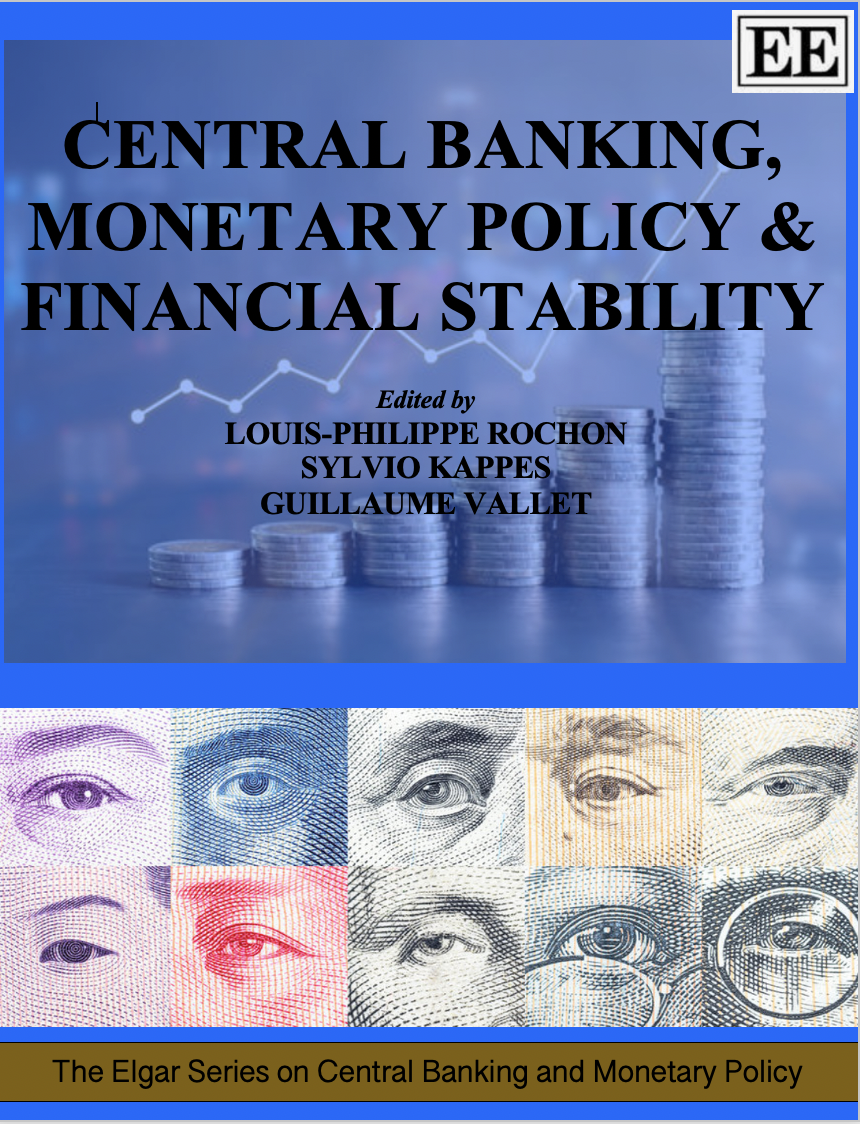 EE
CENTRAL BANKING,
MONETARY POLICY &
FINANCIAL STABILITY
Edited by
LOUIS-PHILIPPE ROCHON
SYLVIO KAPPES
GUILLAUME VALLET
The Elgar Series on Central Banking and Monetary Policy